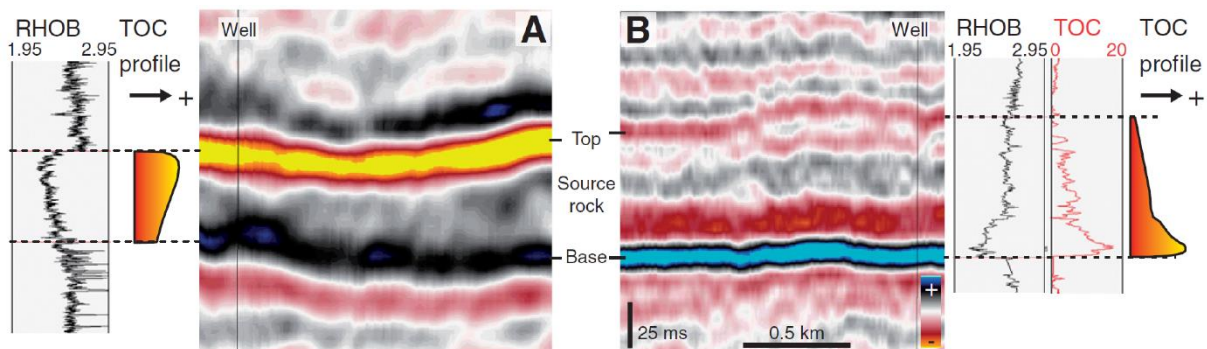 RHOB
1.95 2.95
TOC
profile
+
Well
A
Top
Source
rock
Base
B
Well
25 ms
0.5 km
+
-
RHOB
1.95 2.95
TOC
0 20
TOC
profile
+